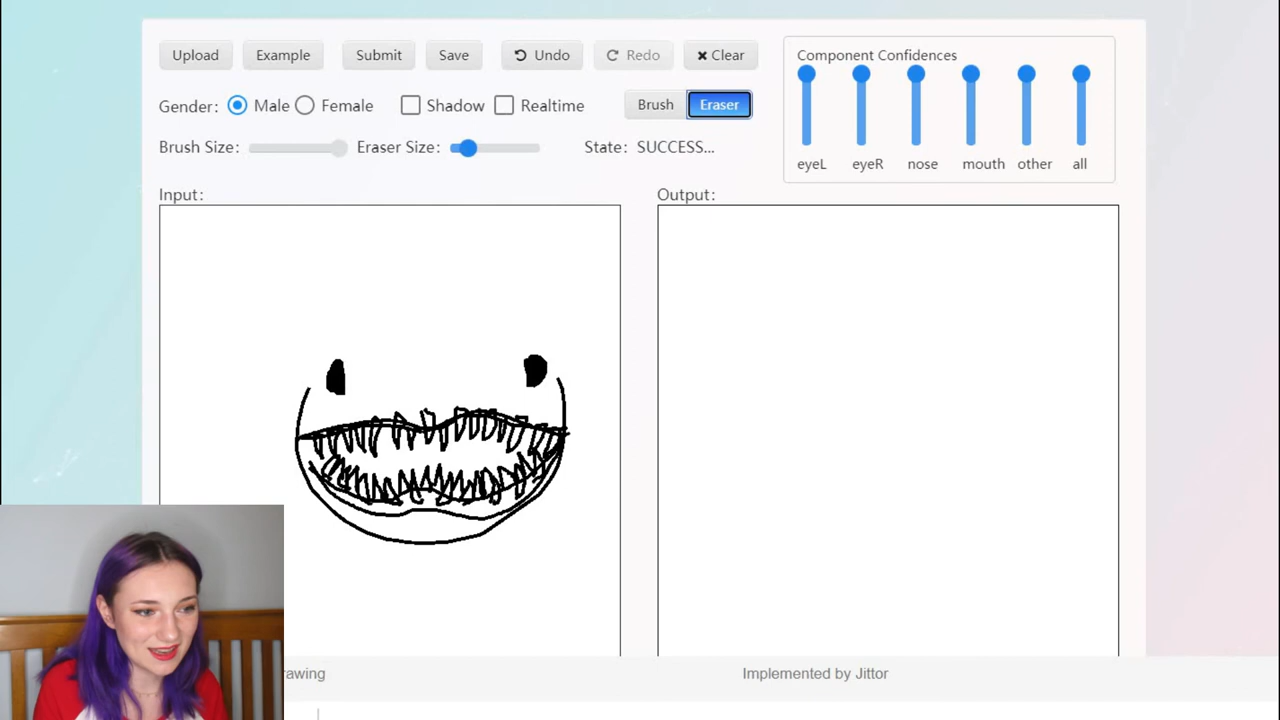 Upload Example Submit Save Undo Redo Clear
Component Confidences
Gender: Male Female Shadow Realtime Brush Eraser
Brush Size: Eraser Size: State: SUCCESS...
eyeL eyeR nose mouth other all
Input: Output:
rawing Implemented by Jittor